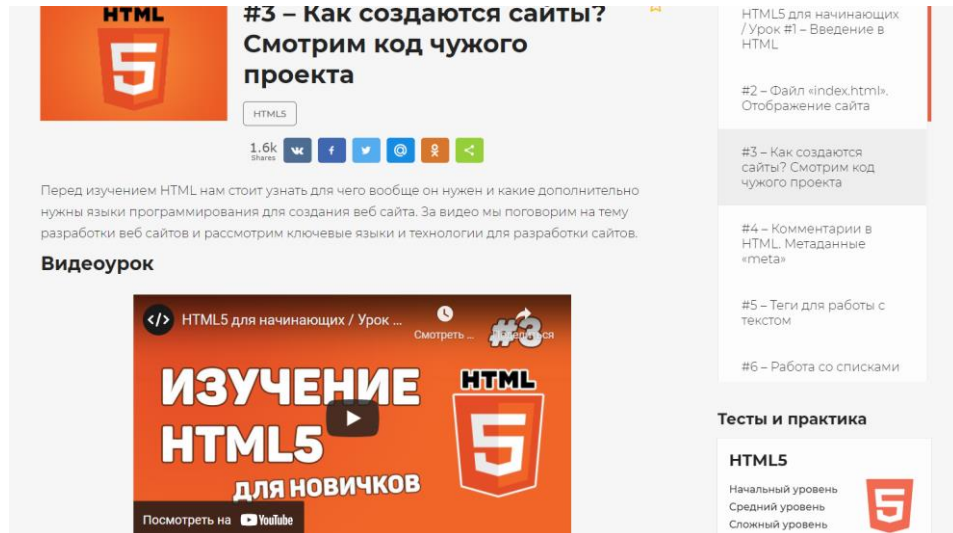 HTML
5
#3 – Как создаются сайты?
Смотрим код чужого
проекта
HTML5
1.6k
Shares
Перед изучением HTML нам стоит узнать для чего вообще он нужен и какие дополнительно
нужны языки программирования для создания веб сайта. За видео мы поговорим на тему
разработки веб сайтов и рассмотрим ключевые языки и технологии для разработки сайтов.
Видеоурок
</> HTML5 для начинающих / Урок ...
Смотреть ...
#3
ИЗУЧЕНИЕ
HTML5
ДЛЯ НОВИЧКОВ
HTML
5
Посмотреть на YouTube
HTML5 для начинающих
/ Урок #1 – Введение в
HTML
#2 – Файл «index.html».
Отображение сайта
#3 – Как создаются
сайты? Смотрим код
чужого проекта
#4 – Комментарии в
HTML. Метаданные
«meta»
#5 – Теги для работы с
текстом
#6 – Работа со списками
Тесты и практика
HTML5
Начальный уровень
Средний уровень
Сложный уровень
5